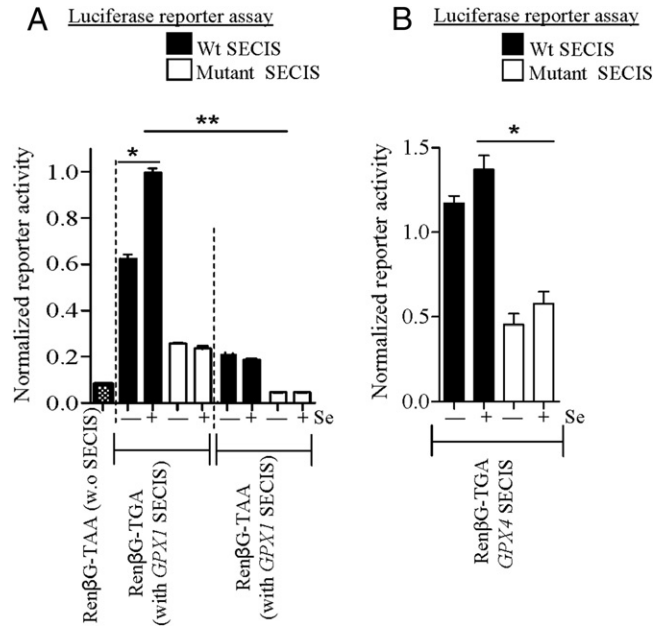 A
Luciferase reporter assay
Wt SECIS
Mutant SECIS
Normalized reporter activity
**
*
1.0
0.8
0.6
0.4
0.2
0.0
— + — + — + — + Se
RenβG-TAA (w.o SECIS)
RenβG-TGA
(with GPX1 SECIS)
RenβG-TAA
(with GPX1 SECIS)
B
Luciferase reporter assay
Wt SECIS
Mutant SECIS
Normalized reporter activity
*
1.5
1.0
0.5
0.0
— + — +
RenβG-TGA
GPX4 SECIS